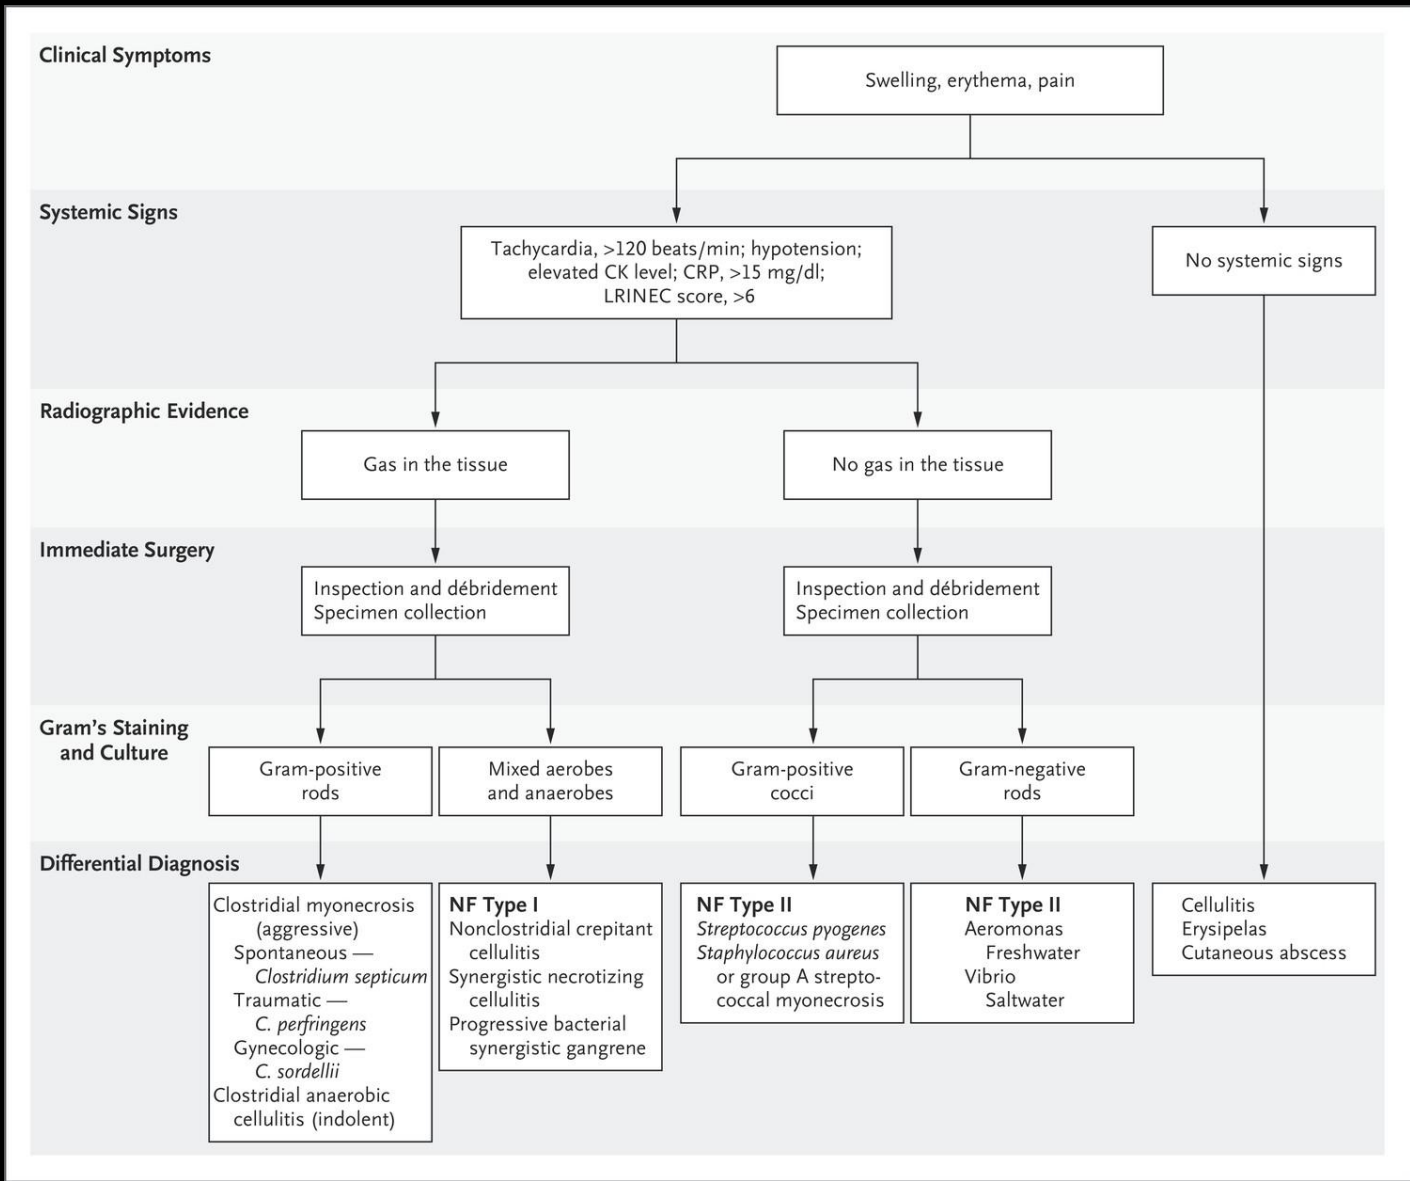 Clinical Symptoms
Swelling, erythema, pain
Systemic Signs
Tachycardia, >120 beats/min; hypotension;
elevated CK level; CRP, >15 mg/dl;
LRINEC score, >6
No systemic signs
Radiographic Evidence
Gas in the tissue
No gas in the tissue
Immediate Surgery
Inspection and débridement
Specimen collection
Inspection and débridement
Specimen collection
Gram's Staining
and Culture
Gram-positive
rods
Mixed aerobes
and anaerobes
Gram-positive
cocci
Gram-negative
rods
Differential Diagnosis
Clostridial myonecrosis
(aggressive)
Spontaneous —
Clostridium septicum
Traumatic —
C. perfringens
Gynecologic —
C. sordellii
Clostridial anaerobic
cellulitis (indolent)
NF Type I
Nonclostridial crepitant
cellulitis
Synergistic necrotizing
cellulitis
Progressive bacterial
synergistic gangrene
NF Type II
Streptococcus pyogenes
Staphylococcus aureus
or group A strepto-
coccal myonecrosis
NF Type II
Aeromonas
Freshwater
Vibrio
Saltwater
Cellulitis
Erysipelas
Cutaneous abscess